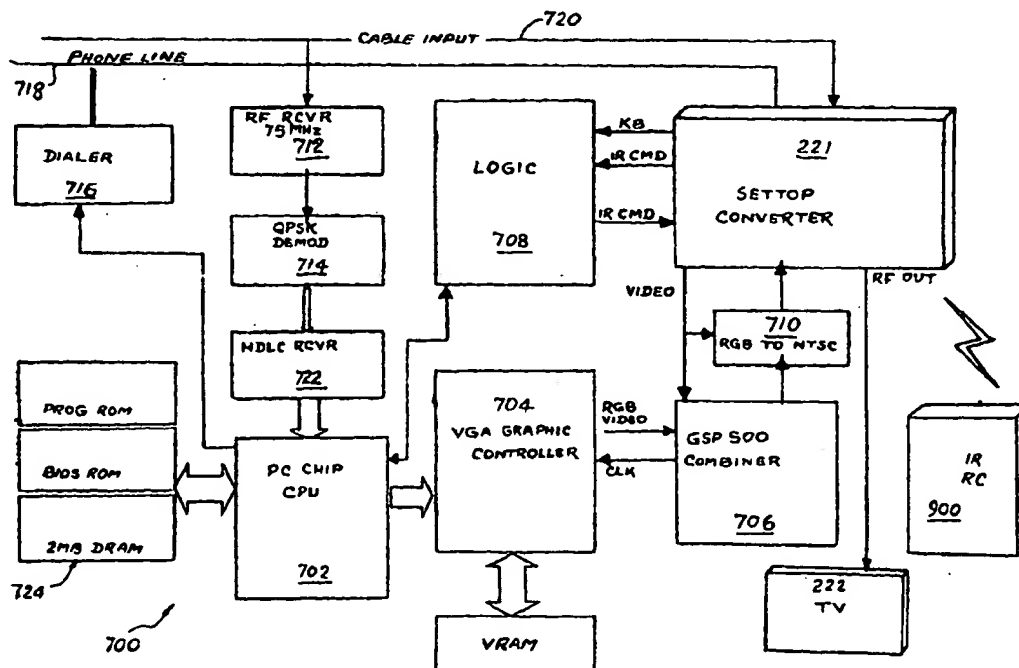 720
CABLE INPUT
PHONE LINE
718
DIALER
716
RF RCVR
75 MHz
712
QPSK
DEMOD
714
HDLC RCVR
722
LOGIC
708
KB
IR CMD
IR CMD
221
SETTOP
CONVERTER
VIDEO
RF OUT
710
RGB TO NTSC
PROG ROM
BIOS ROM
2MB DRAM
724
PC CHIP
CPU
702
704
VGA GRAPHIC
CONTROLLER
RGB
VIDEO
CLK
GSP 500
COMBINER
706
IR
RC
900
222
TV
700
VRAM